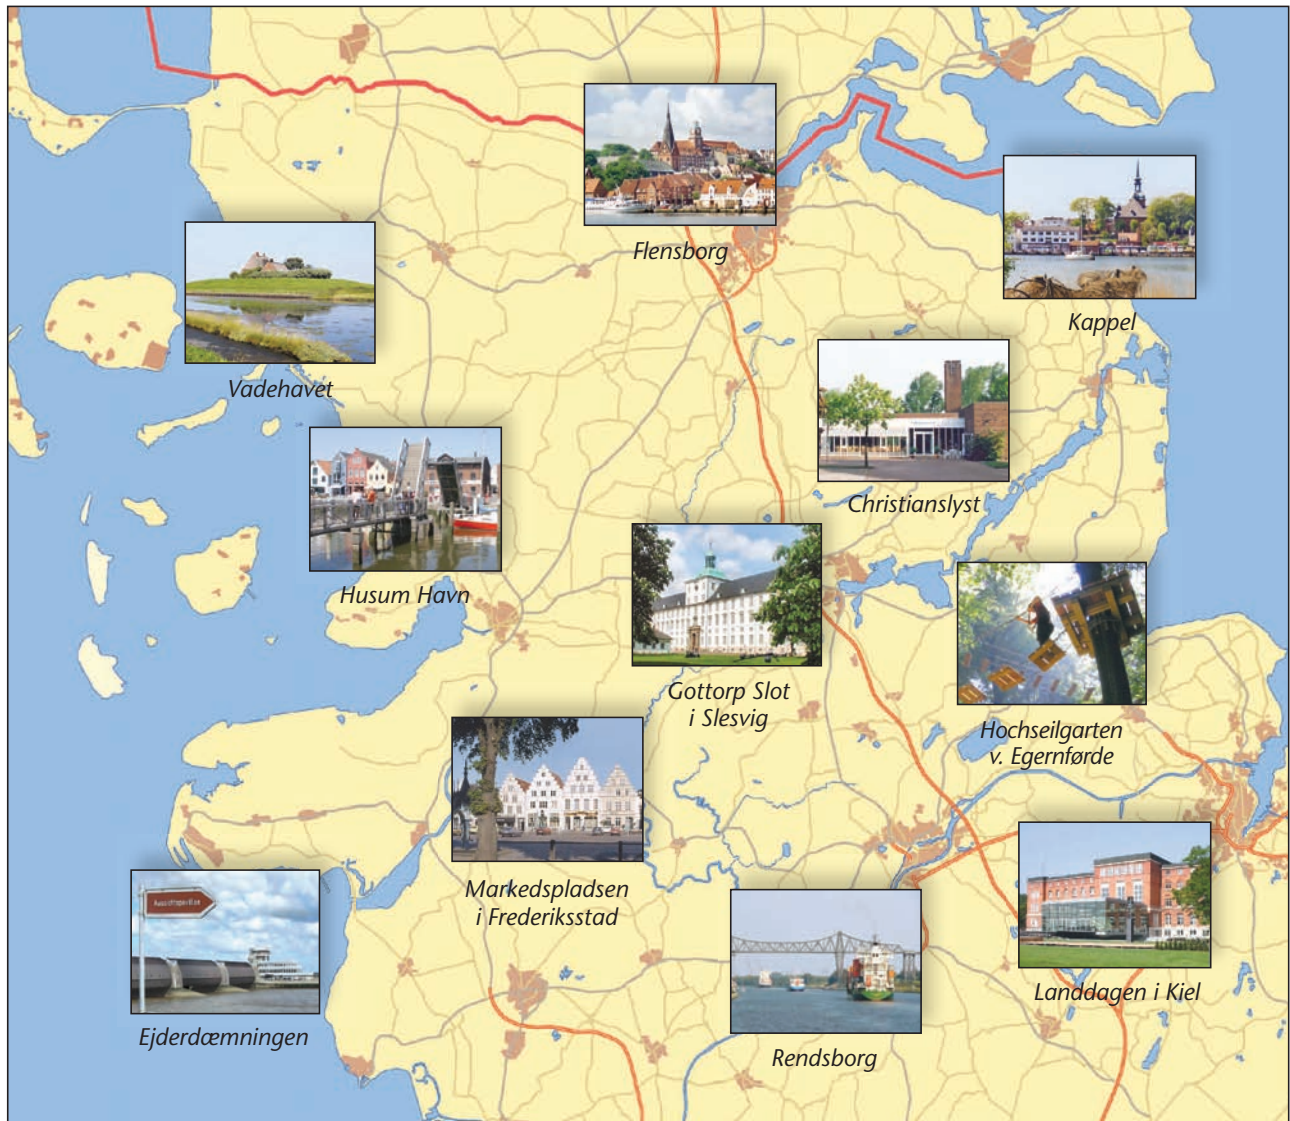 Flensborg
Kappel
Vadehavet
Christianslyst
Husum Havn
Gottorp Slot
i Slesvig
Hochseilgarten
v. Egernførde
Markedspladsen
i Frederiksstad
Landdagen i Kiel
Ejderdæmningen
Rendsborg